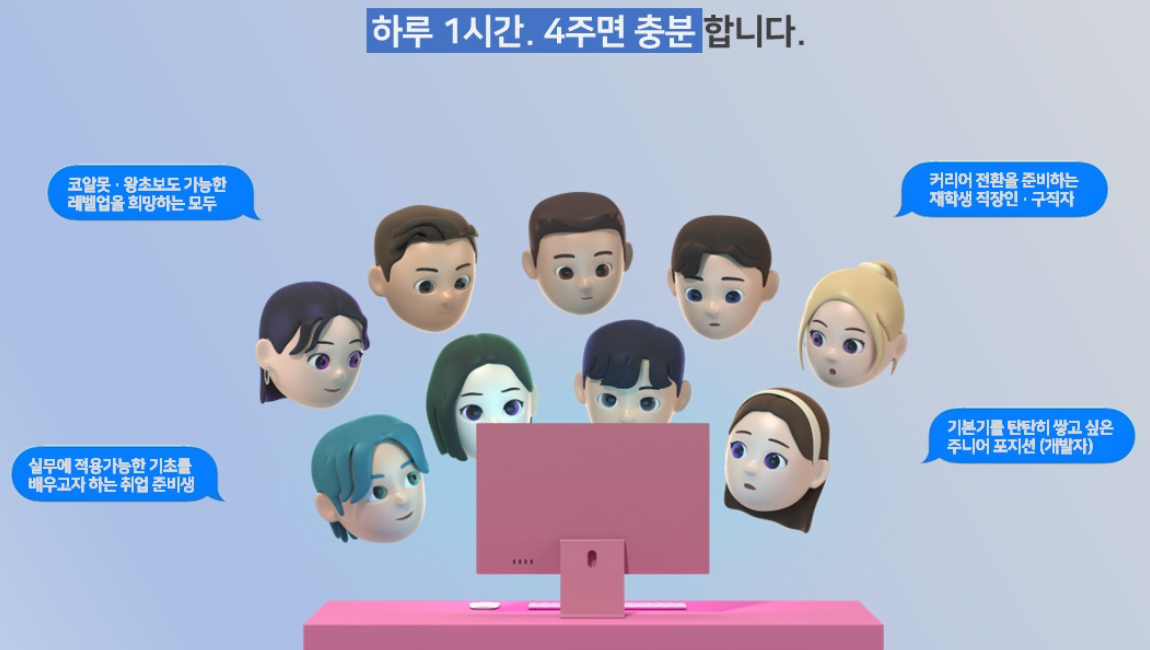 하루 1시간. 4주면 충분합니다.
코알못 · 왕초보도 가능한
레벨업을 희망하는 모두
커리어 전환을 준비하는
재학생 직장인 · 구직자
실무에 적용가능한 기초를
배우고자 하는 취업 준비생
기본기를 탄탄히 쌓고 싶은
주니어 포지션 (개발자)